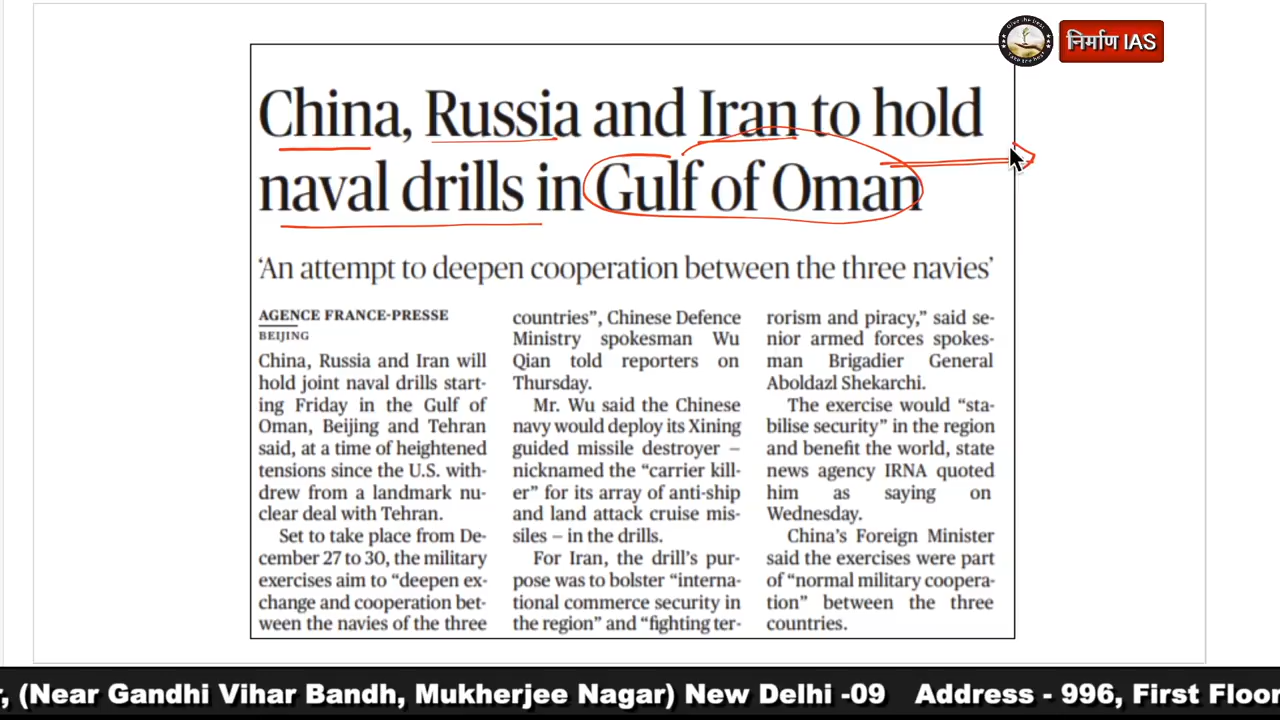 Give the best
Take the best
निर्माण IAS
China, Russia and Iran to hold
naval drills in Gulf of Oman
‘An attempt to deepen cooperation between the three navies’
AGENCE FRANCE-PRESSE
BEIJING
China, Russia and Iran will
hold joint naval drills start-
ing Friday in the Gulf of
Oman, Beijing and Tehran
said, at a time of heightened
tensions since the U.S. with-
drew from a landmark nu-
clear deal with Tehran.
Set to take place from De-
cember 27 to 30, the military
exercises aim to “deepen ex-
change and cooperation bet-
ween the navies of the three
countries”, Chinese Defence
Ministry spokesman Wu
Qian told reporters on
Thursday.
Mr. Wu said the Chinese
navy would deploy its Xining
guided missile destroyer –
nicknamed the “carrier kill-
er” for its array of anti-ship
and land attack cruise mis-
siles – in the drills.
For Iran, the drill’s pur-
pose was to bolster “interna-
tional commerce security in
the region” and “fighting ter-
rorism and piracy,” said se-
nior armed forces spokes-
man Brigadier General
Aboldazl Shekarchi.
The exercise would “sta-
bilise security” in the region
and benefit the world, state
news agency IRNA quoted
him as saying on
Wednesday.
China’s Foreign Minister
said the exercises were part
of “normal military coopera-
tion” between the three
countries.
, (Near Gandhi Vihar Bandh, Mukherjee Nagar) New Delhi -09 Address - 996, First Floor